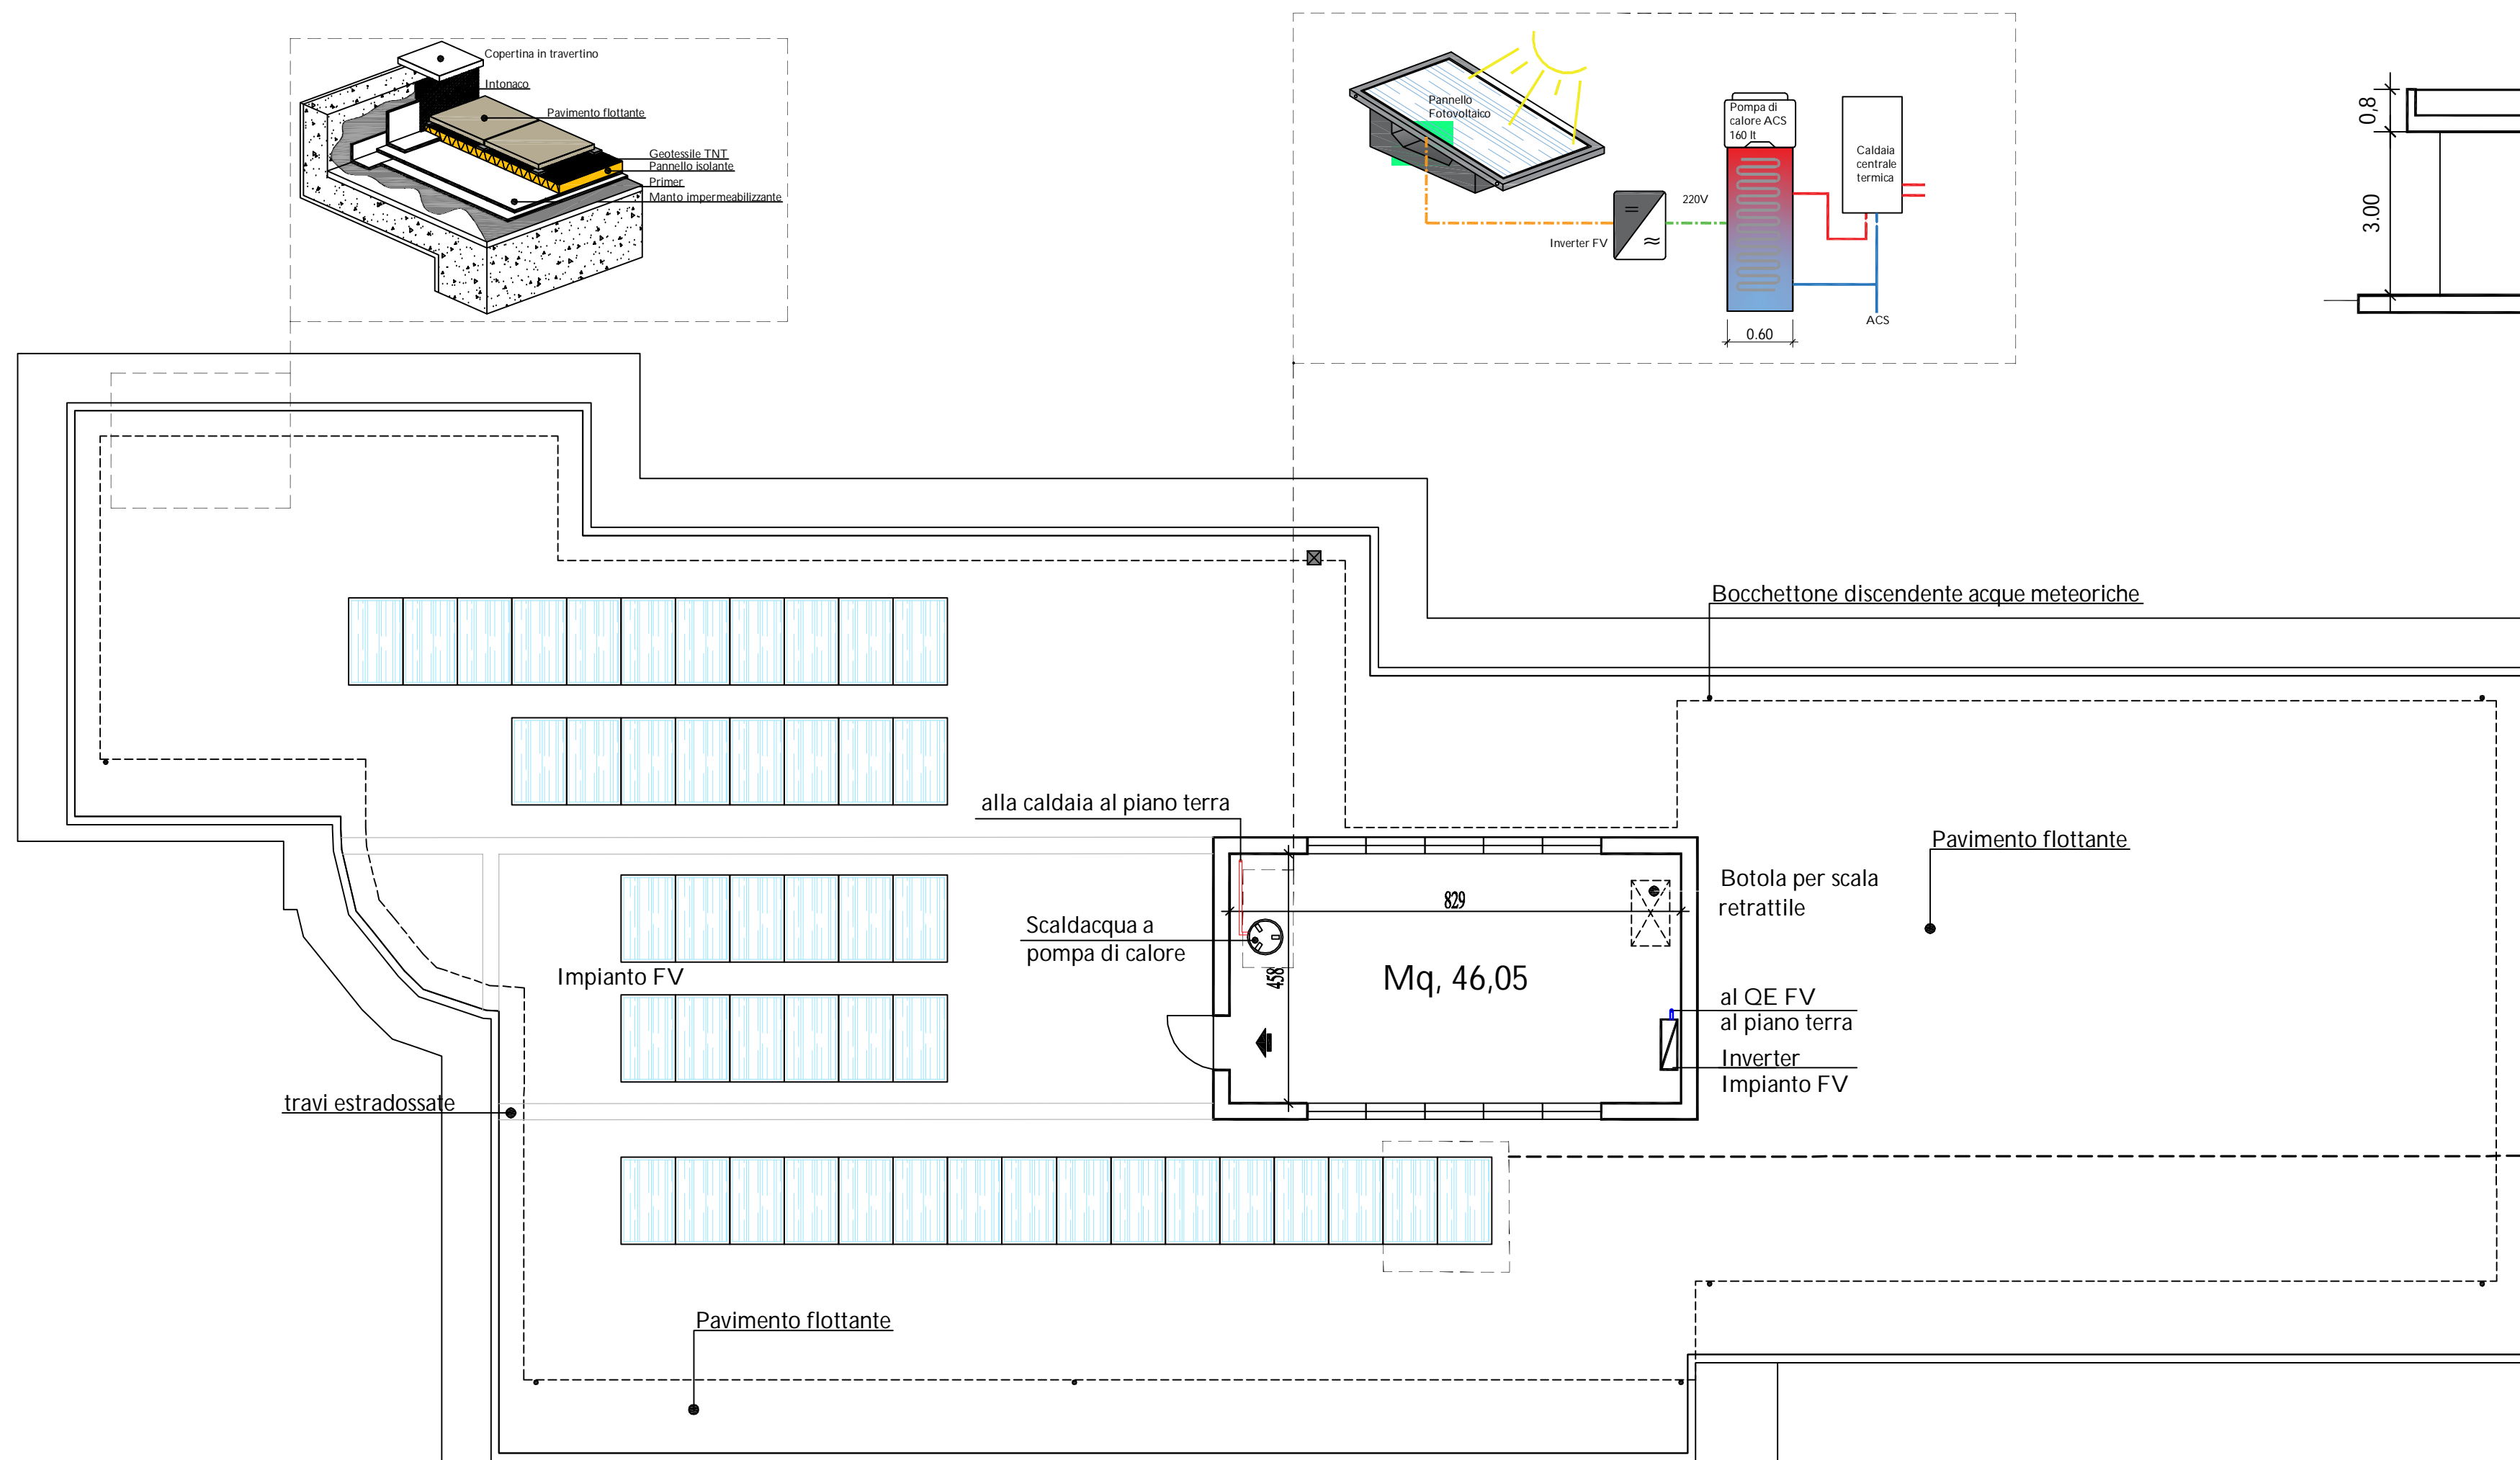 Copertina in travertino
Intonaco
Pavimento flottante
Geotessile TNT
Pannello isolante
Primer
Manto impermeabilizzante
Pannello
Fotovoltaico
Pompa di
calore ACS
160 lt
Caldaia
centrale
termica
220V
Inverter FV
ACS
0.60
0,8
3.00
Bocchettone discendente acque meteoriche
alla caldaia al piano terra
Pavimento flottante
Botola per scala
retrattile
829
Scaldacqua a
pompa di calore
458
Mq, 46,05
Impianto FV
al QE FV
al piano terra
Inverter
Impianto FV
travi estradossate
Pavimento flottante